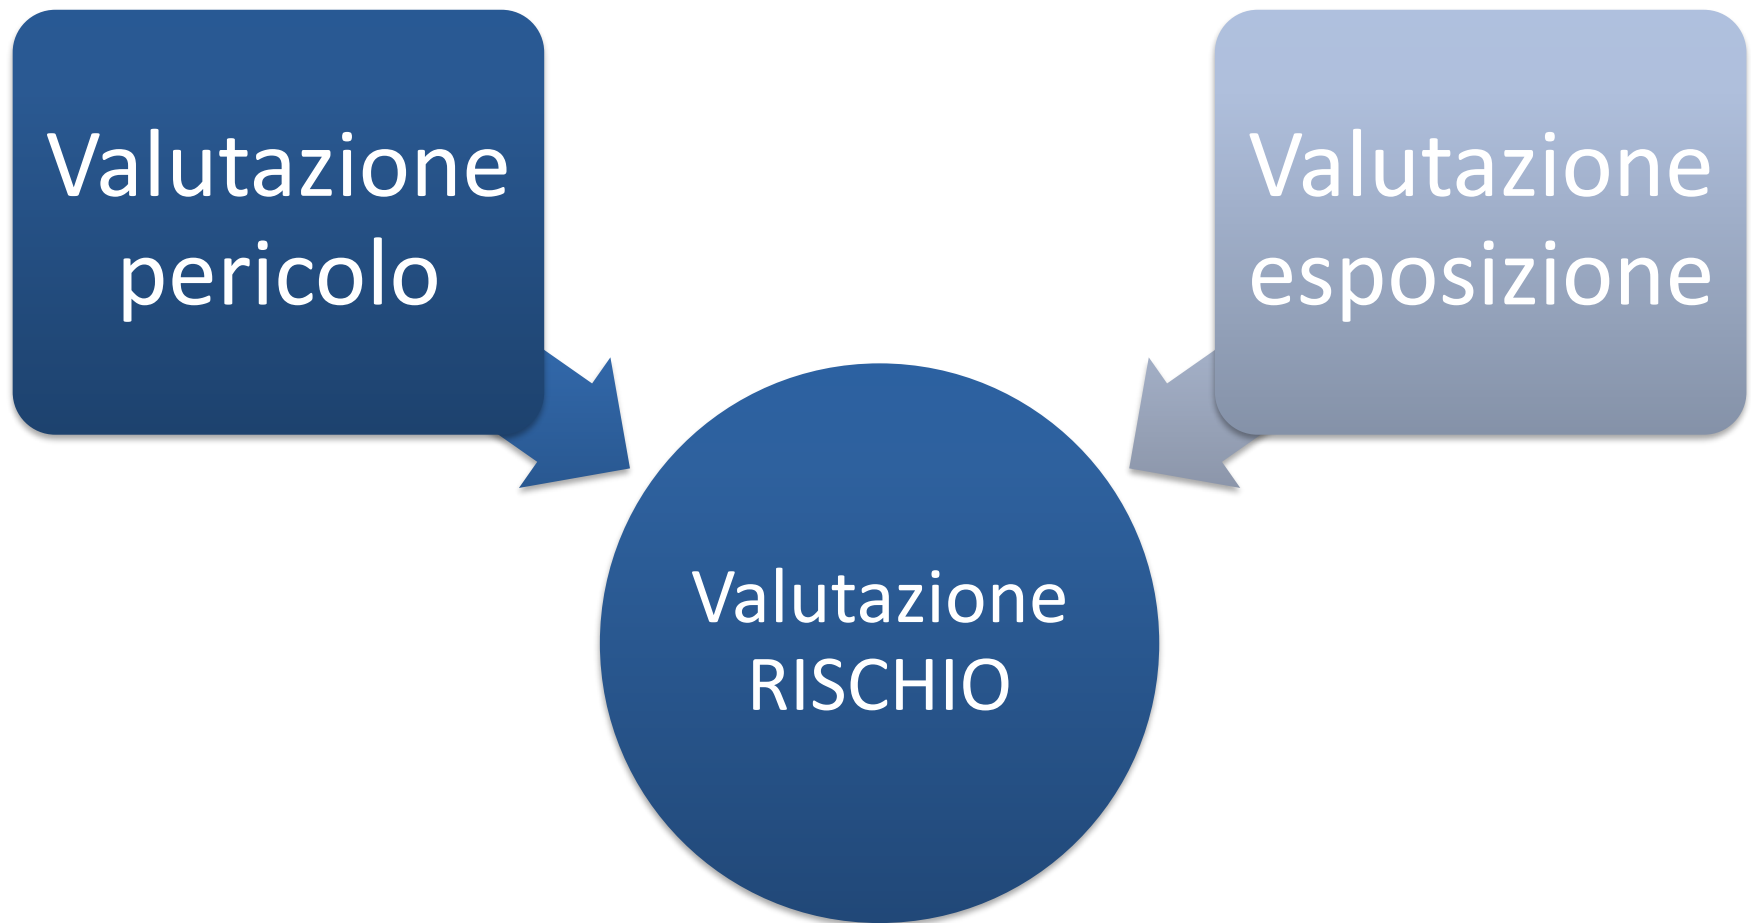 Valutazione
pericolo
Valutazione
esposizione
Valutazione
RISCHIO